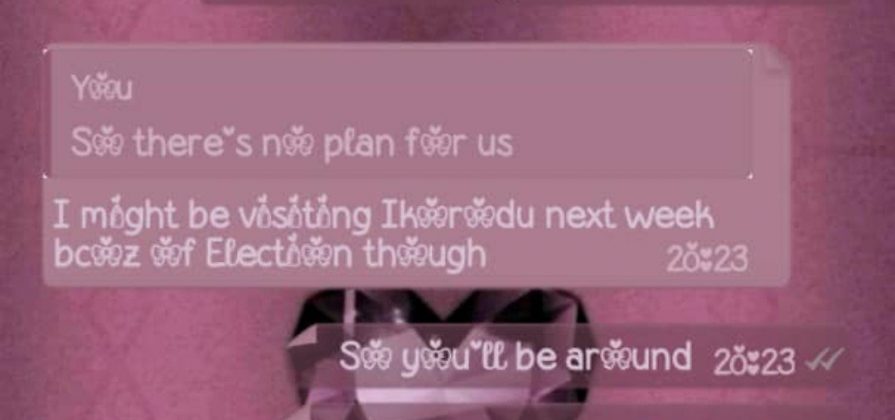 You
So there's no plan for us
I might be visiting Ikorodu next week
bcoz of Election though
20:23
So you'll be around 20:23